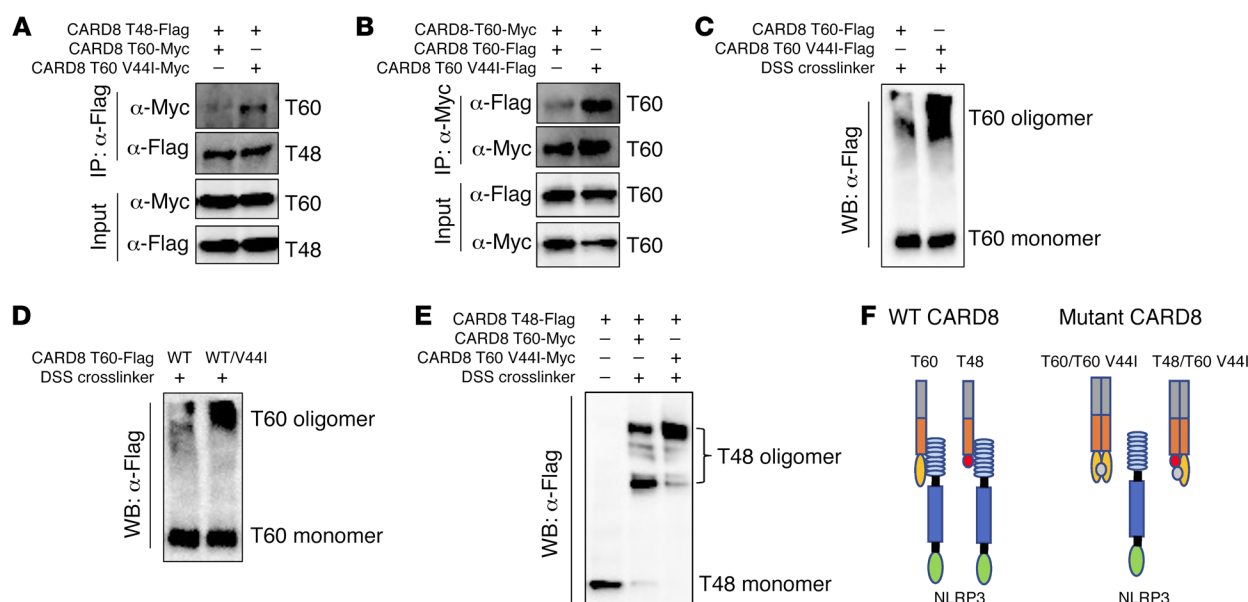 A
CARD8 T48-Flag + +
CARD8 T60-Myc + −
CARD8 T60 V44I-Myc − +
IP: α-Flag
α-Myc T60
α-Flag T48
Input
α-Myc T60
α-Flag T48
B
CARD8-T60-Myc + +
CARD8 T60-Flag + −
CARD8 T60 V44I-Flag − +
IP: α-Myc
α-Flag T60
α-Myc T60
Input
α-Flag T60
α-Myc T60
C
CARD8 T60-Flag + −
CARD8 T60 V44I-Flag − +
DSS crosslinker + +
WB: α-Flag
T60 oligomer
T60 monomer
D
CARD8 T60-Flag WT WT/V44I
DSS crosslinker + +
WB: α-Flag
T60 oligomer
T60 monomer
E
CARD8 T48-Flag + + +
CARD8 T60-Myc − + −
CARD8 T60 V44I-Myc − − +
DSS crosslinker − + +
WB: α-Flag
T48 oligomer
T48 monomer
F
WT CARD8 Mutant CARD8
T60 T48 T60/T60 V44I T48/T60 V44I
NLRP3 NLRP3